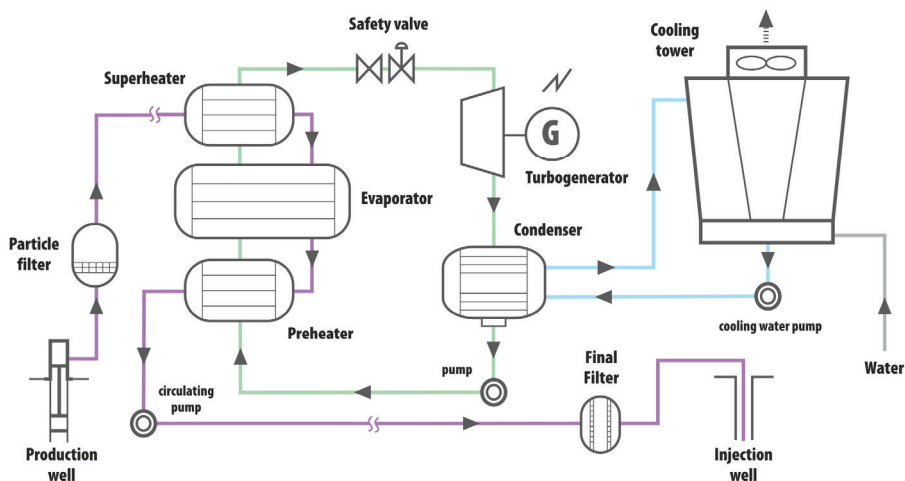 Safety valve
Cooling
tower
Superheater
G
Turbogenerator
Evaporator
Condenser
Particle
filter
Preheater
cooling water pump
pump
Final
Filter
Water
circulating
pump
Production
well
Injection
well